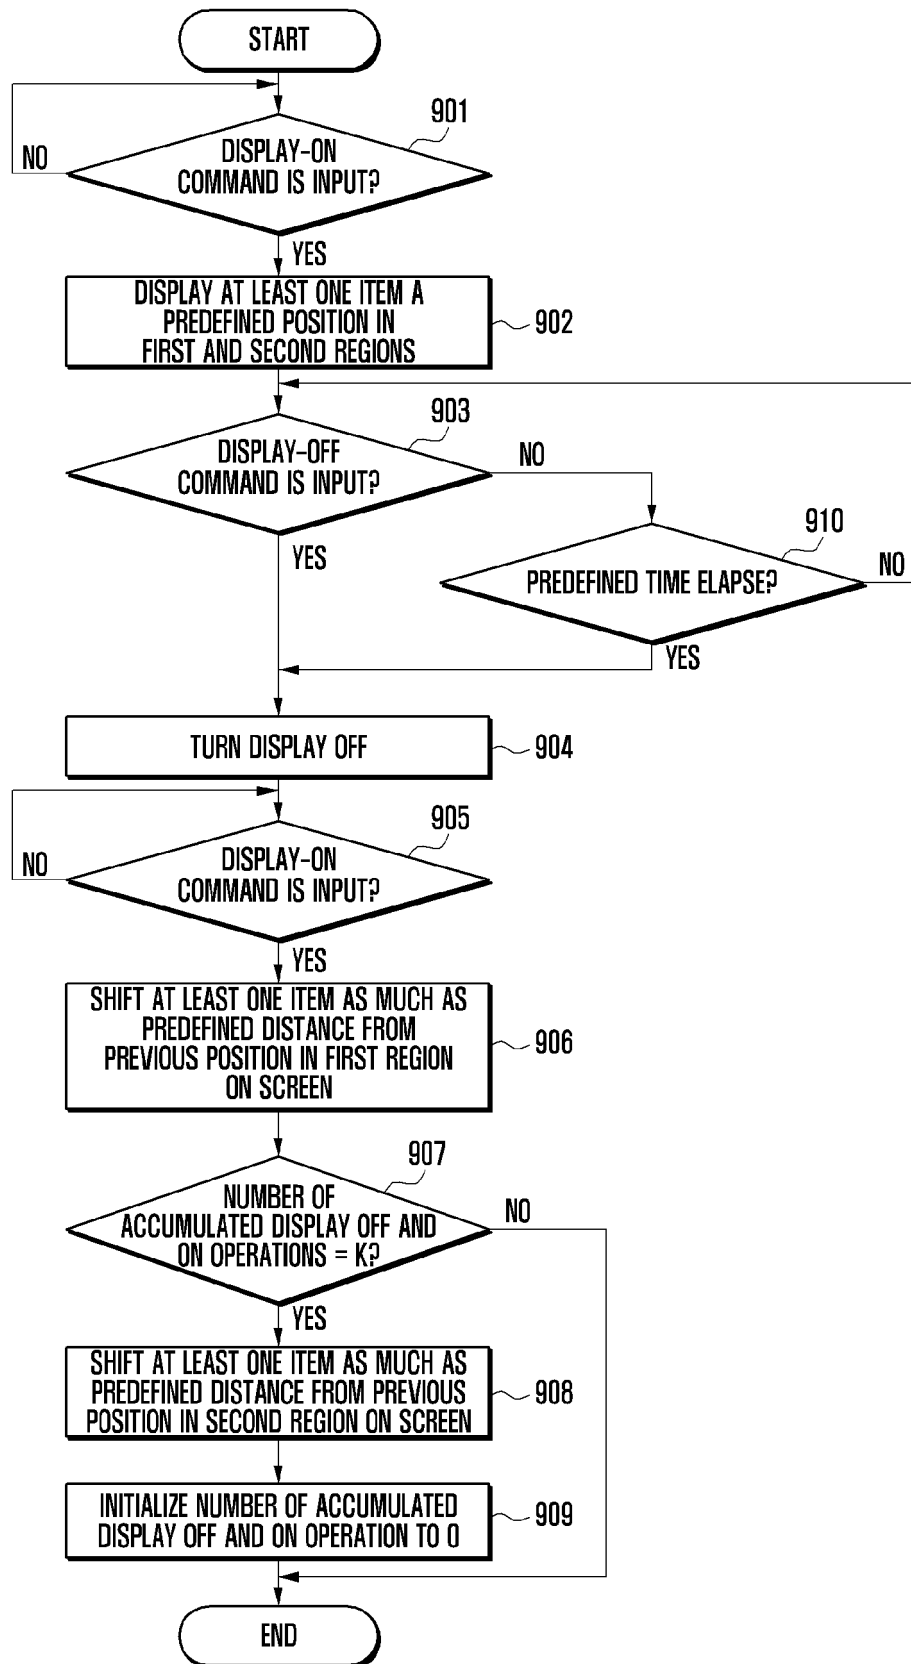 START
901
DISPLAY-ON
COMMAND IS INPUT?
NO
YES
DISPLAY AT LEAST ONE ITEM A
PREDEFINED POSITION IN
FIRST AND SECOND REGIONS
902
903
DISPLAY-OFF
COMMAND IS INPUT?
NO
YES
910
PREDEFINED TIME ELAPSE?
NO
YES
TURN DISPLAY OFF
904
905
DISPLAY-ON
COMMAND IS INPUT?
NO
YES
SHIFT AT LEAST ONE ITEM AS MUCH AS
PREDEFINED DISTANCE FROM
PREVIOUS POSITION IN FIRST REGION
ON SCREEN
906
907
NUMBER OF
ACCUMULATED DISPLAY OFF AND
ON OPERATIONS = K?
NO
YES
SHIFT AT LEAST ONE ITEM AS MUCH AS
PREDEFINED DISTANCE FROM PREVIOUS
POSITION IN SECOND REGION ON SCREEN
908
INITIALIZE NUMBER OF ACCUMULATED
DISPLAY OFF AND ON OPERATION TO 0
909
END